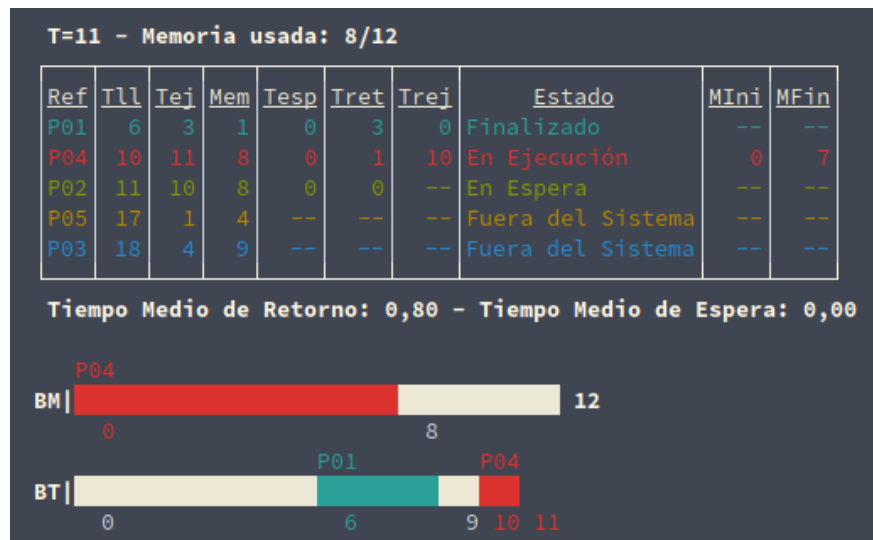 T=11 – Memoria usada: 8/12
Ref Tll Tej Mem Tesp Tret Trej Estado MIni MFin
P01 6 3 1 0 3 0 Finalizado -- --
P04 10 11 8 0 1 10 En Ejecución 0 7
P02 11 10 8 0 0 -- En Espera -- --
P05 17 1 4 -- -- -- Fuera del Sistema -- --
P03 18 4 9 -- -- -- Fuera del Sistema -- --
Tiempo Medio de Retorno: 0,80 – Tiempo Medio de Espera: 0,00
P04
BM| 12
0 8
P01 P04
BT|
0 6 9 10 11